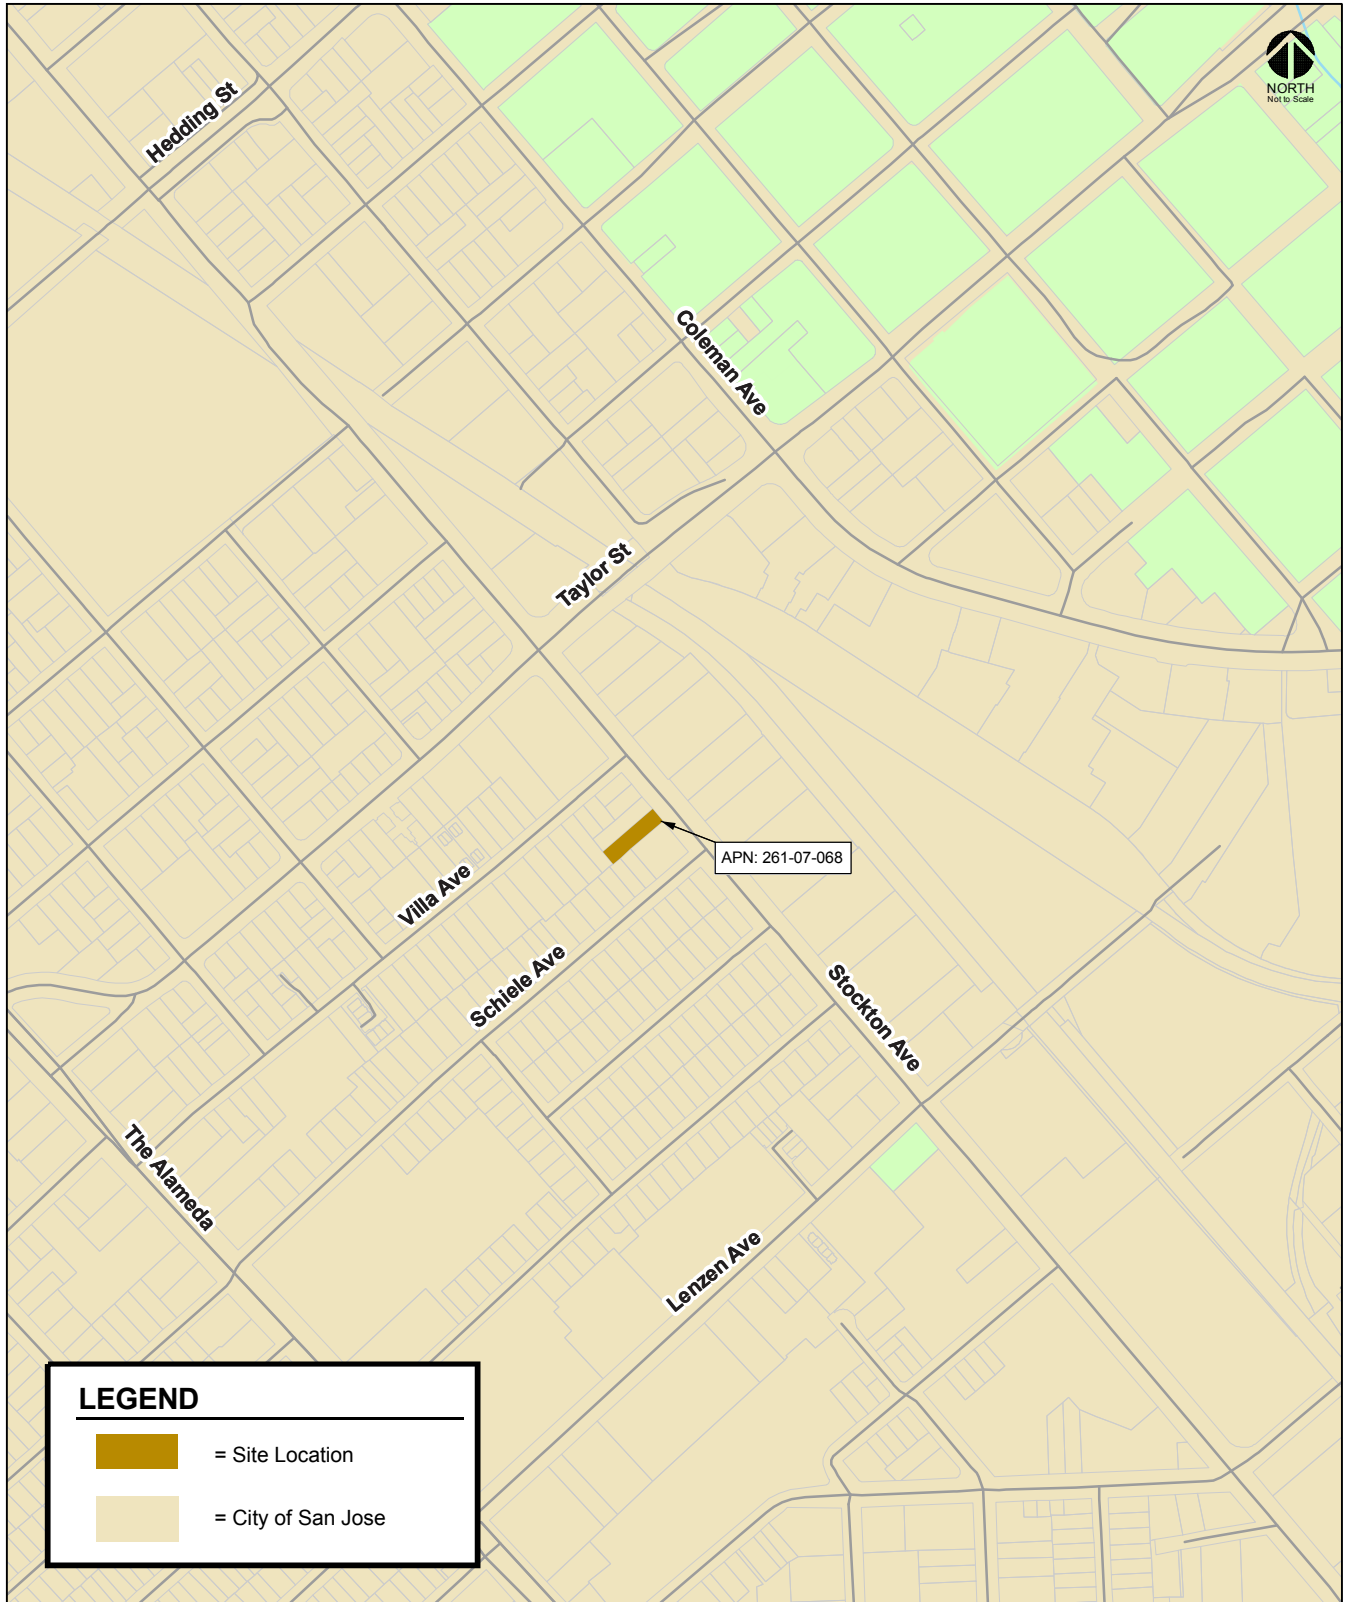 NORTH
Not to Scale
Hedding St
Coleman Ave
Taylor St
APN: 261-07-068
Villa Ave
Schiele Ave
Stockton Ave
The Alameda
Lenzen Ave
LEGEND
= Site Location
= City of San Jose